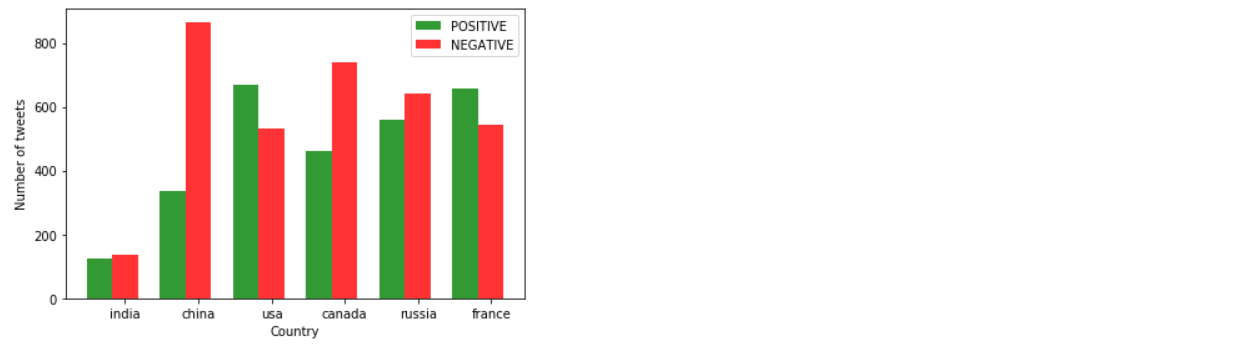 POSITIVE
NEGATIVE
800
600
400
200
0
Number of tweets
india china usa canada russia france
Country